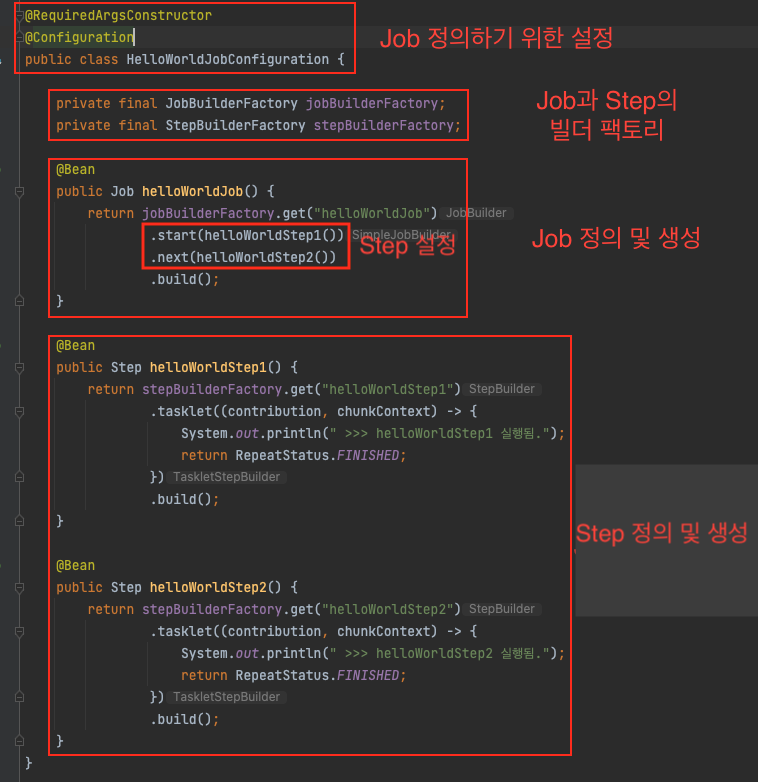 @RequiredArgsConstructor
@Configuration
Job 정의하기 위한 설정
public class HelloWorldJobConfiguration {
private final JobBuilderFactory jobBuilderFactory;
private final StepBuilderFactory stepBuilderFactory;
Job과 Step의
빌더 팩토리
@Bean
public Job helloWorldJob() {
return jobBuilderFactory.get("helloWorldJob") JobBuilder
.start(helloWorldStep1()) SimpleJobBuilder
.next(helloWorldStep2())
Step 설정
Job 정의 및 생성
.build();
}
@Bean
public Step helloWorldStep1() {
return stepBuilderFactory.get("helloWorldStep1") StepBuilder
.tasklet((contribution, chunkContext) -> {
System.out.println(" >>> helloWorldStep1 실행됨.");
return RepeatStatus.FINISHED;
}) TaskletStepBuilder
.build();
}
Step 정의 및 생성
@Bean
public Step helloWorldStep2() {
return stepBuilderFactory.get("helloWorldStep2") StepBuilder
.tasklet((contribution, chunkContext) -> {
System.out.println(" >>> helloWorldStep2 실행됨.");
return RepeatStatus.FINISHED;
}) TaskletStepBuilder
.build();
}
}